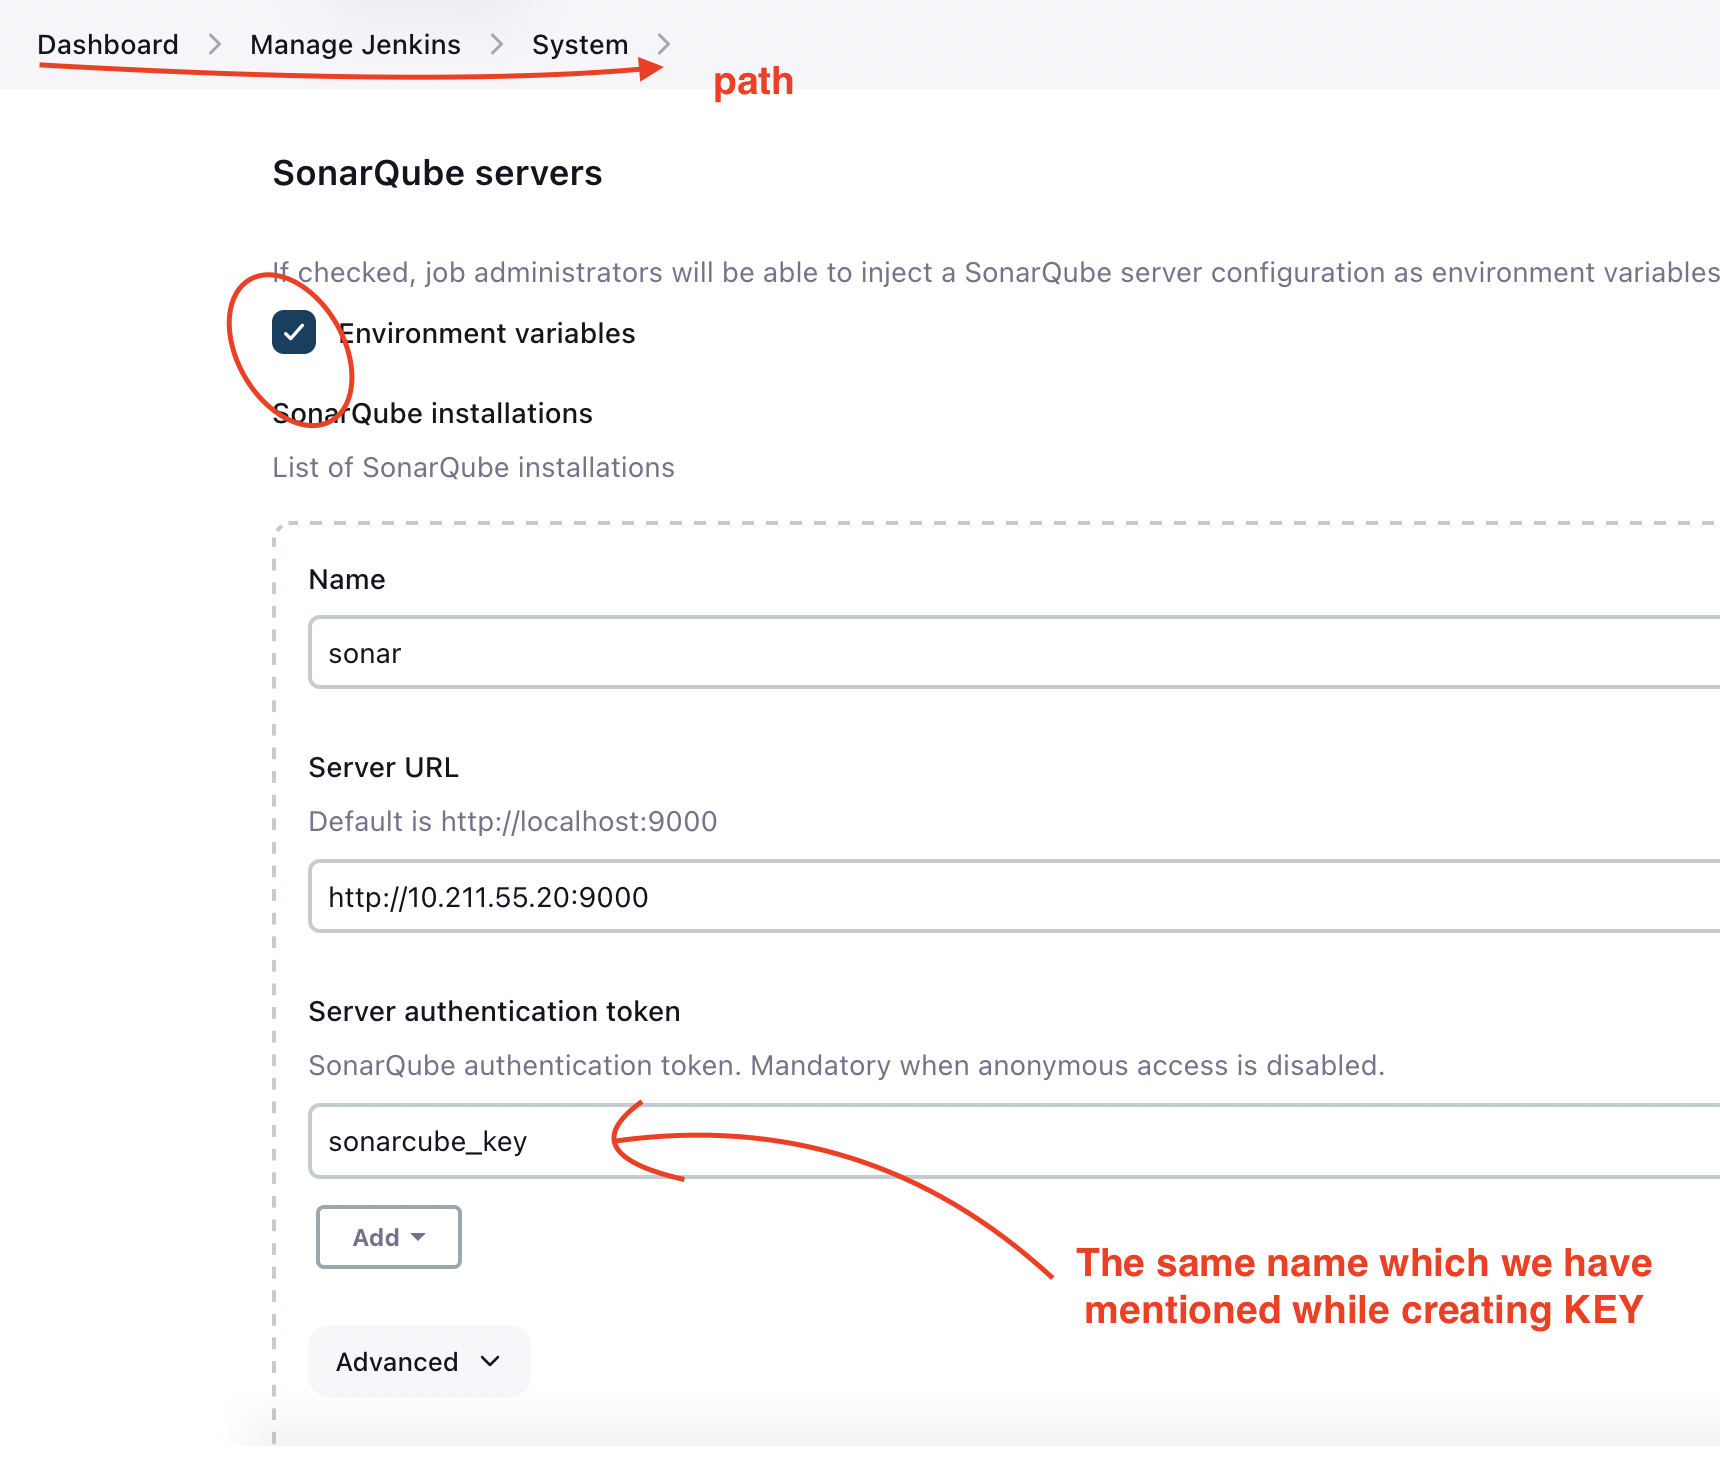 Dashboard > Manage Jenkins > System >
path
SonarQube servers
If checked, job administrators will be able to inject a SonarQube server configuration as environment variables
Environment variables
SonarQube installations
List of SonarQube installations
Name
sonar
Server URL
Default is http://localhost:9000
http://10.211.55.20:9000
Server authentication token
SonarQube authentication token. Mandatory when anonymous access is disabled.
sonarcube_key
Add
The same name which we have
mentioned while creating KEY
Advanced